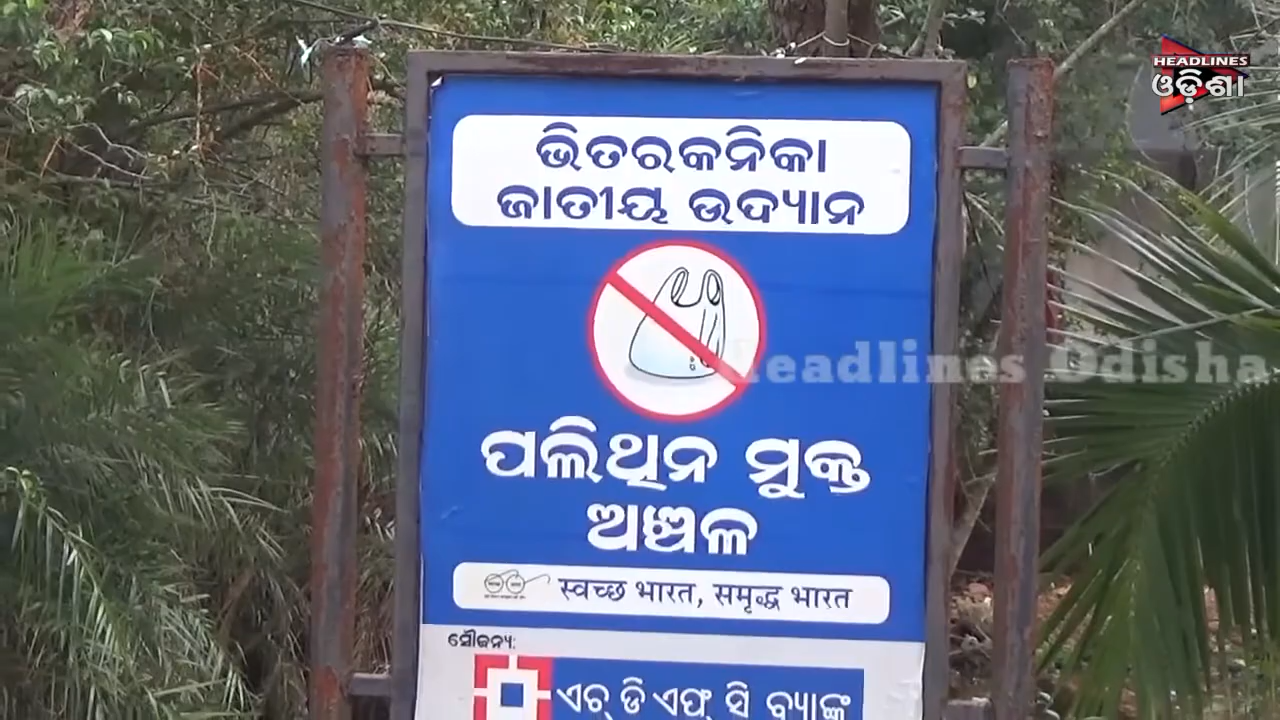 HEADLINES
ଓଡ଼ିଶା
ଭିତରକନିକା
ଜାତୀୟ ଉଦ୍ୟାନ
Headlines Odisha
ପଲିଥିନ ମୁକ୍ତ
ଅଞ୍ଚଳ
स्वच्छ भारत, समृद्ध भारत
ସୌଜନ୍ୟ:
ଏଚ୍ ଡି ଏଫ୍ ସି ବ୍ୟାଙ୍କ